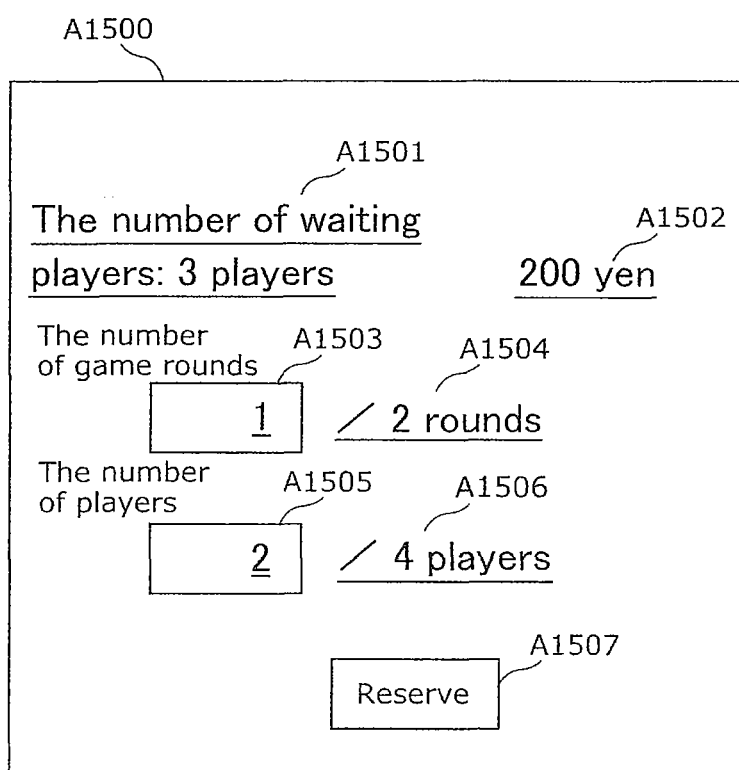 A1500
A1501
The number of waiting
A1502
players: 3 players 200 yen
The number
of game rounds
A1503
A1504
1 ／ 2 rounds
The number
of players
A1505
A1506
2 ／ 4 players
A1507
Reserve